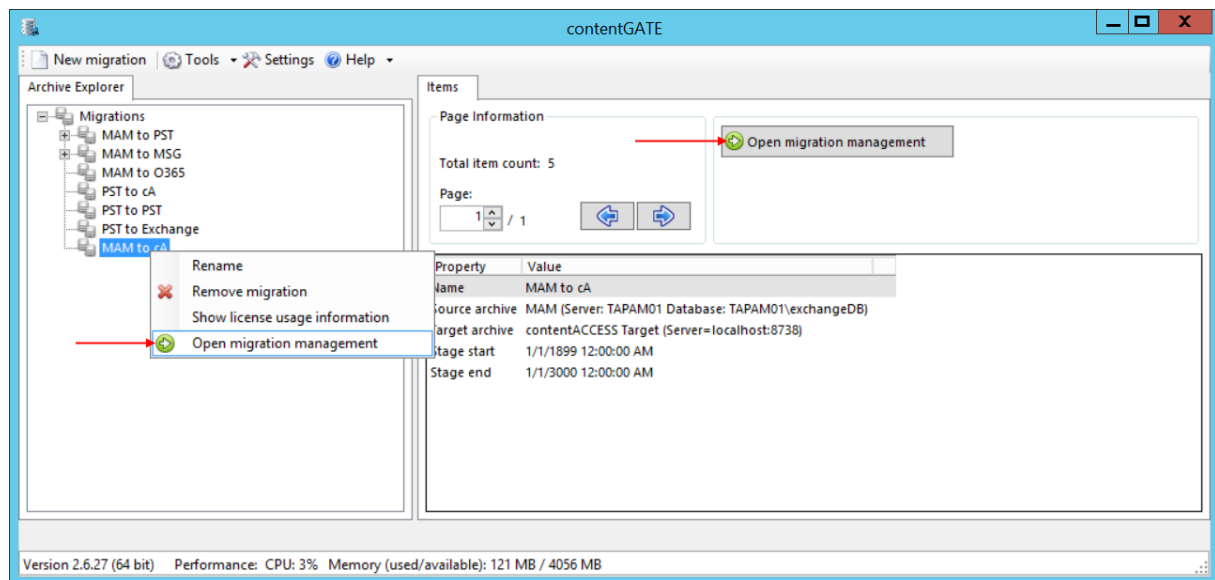 contentGATE
New migration Tools Settings Help
Archive Explorer
Migrations
MAM to PST
MAM to MSG
MAM to O365
PST to cA
PST to PST
PST to Exchange
MAM to cA
Rename
Remove migration
Show license usage information
Open migration management
Items
Page Information
Total item count: 5
Page:
1 / 1
Open migration management
Property Value
Name MAM to cA
Source archive MAM (Server: TAPAM01 Database: TAPAM01\exchangeDB)
Target archive contentACCESS Target (Server=localhost:8738)
Stage start 1/1/1899 12:00:00 AM
Stage end 1/1/3000 12:00:00 AM
Version 2.6.27 (64 bit) Performance: CPU: 3% Memory (used/available): 121 MB / 4056 MB